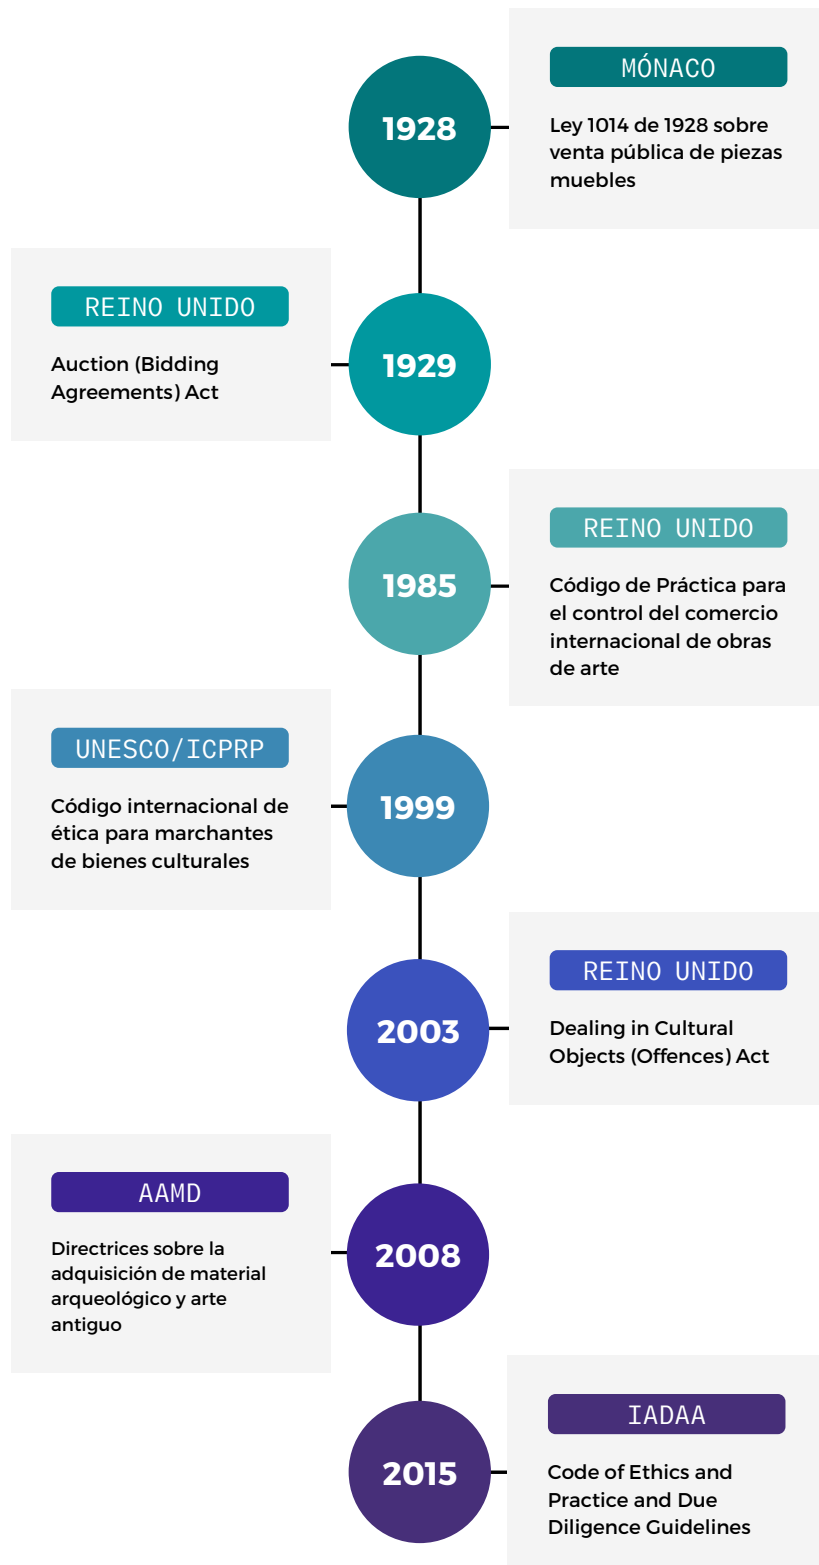 1928
MÓNACO
Ley 1014 de 1928 sobre
venta pública de piezas
muebles
REINO UNIDO
Auction (Bidding
Agreements) Act
1929
1985
REINO UNIDO
Código de Práctica para
el control del comercio
internacional de obras
de arte
UNESCO/ICPRP
Código internacional de
ética para marchantes
de bienes culturales
1999
2003
REINO UNIDO
Dealing in Cultural
Objects (Offences) Act
AAMD
Directrices sobre la
adquisición de material
arqueológico y arte
antiguo
2008
2015
IADAA
Code of Ethics and
Practice and Due
Diligence Guidelines